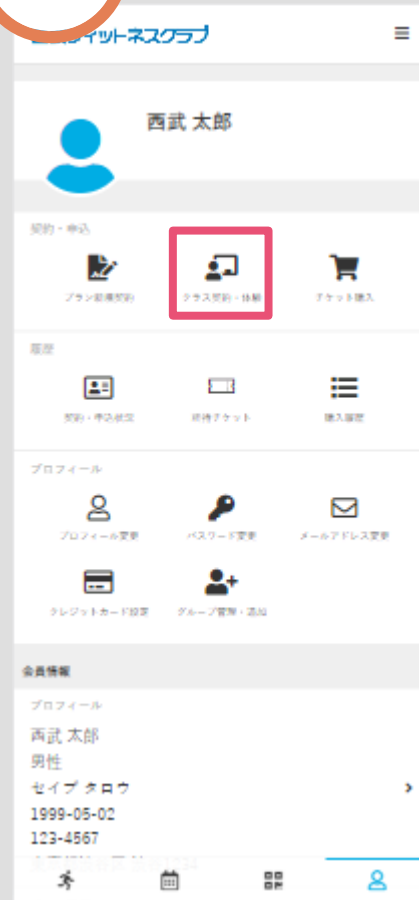 フィットネスクラブ
西武 太郎
契約・申込
プラン新規契約 クラス契約・体験 チケット購入
履歴
契約・申込状況 所持チケット 購入履歴
プロフィール
プロフィール変更 パスワード変更 メールアドレス変更
クレジットカード設定 グループ管理・追加
会員情報
プロフィール
西武 太郎
男性
セイブ タロウ
1999-05-02
123-4567